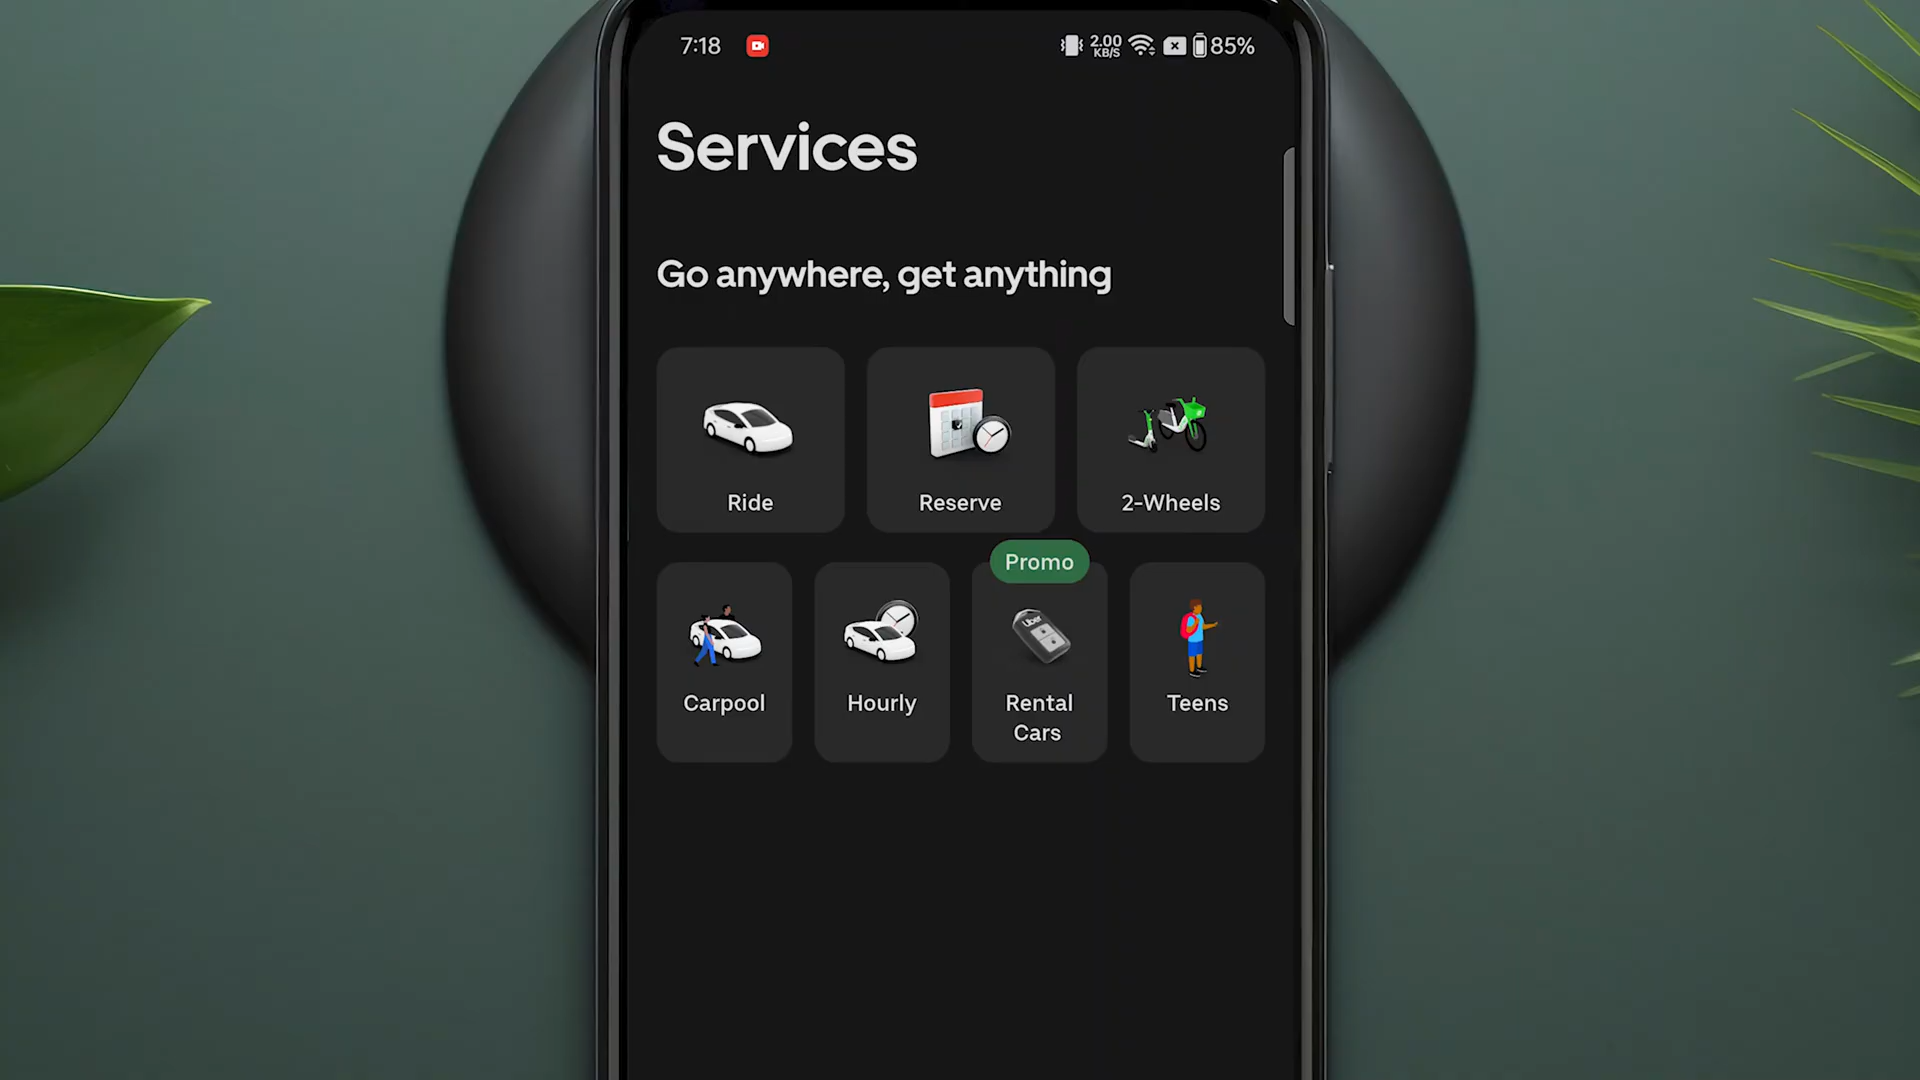 7:18
2.00
KB/S
85%
Services
Go anywhere, get anything
Ride
Reserve
2-Wheels
Promo
Uber
Carpool
Hourly
Rental
Cars
Teens